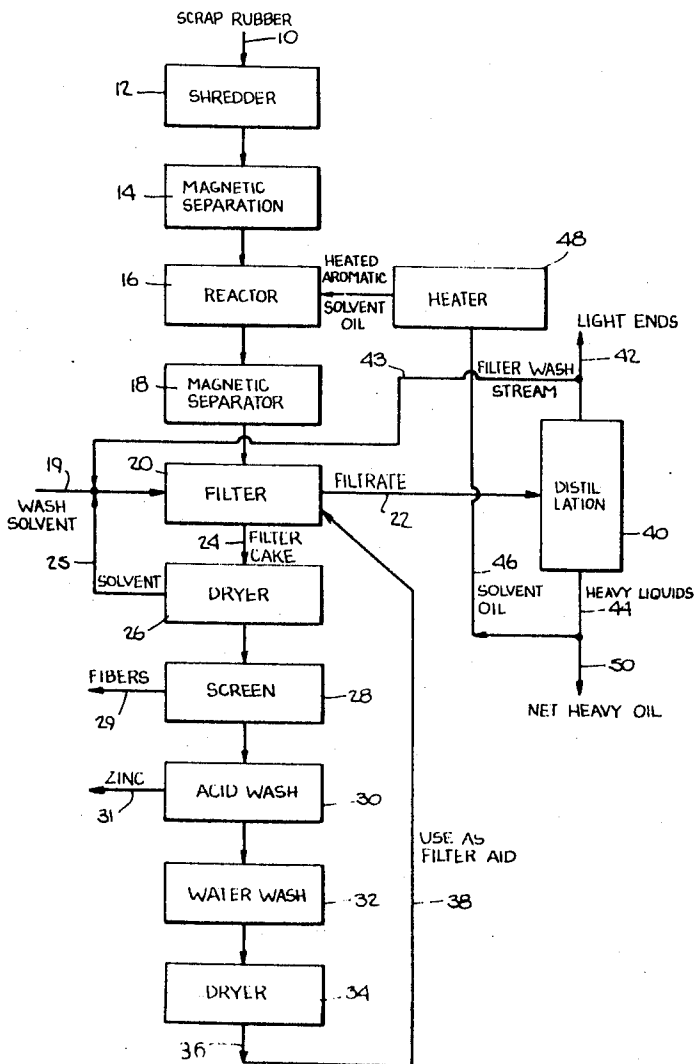 SCRAP RUBBER
10
12
SHREDDER
14
MAGNETIC
SEPARATION
HEATED
AROMATIC
48
16
REACTOR
SOLVENT
OIL
HEATER
LIGHT ENDS
43
FILTER WASH
42
STREAM
18
MAGNETIC
SEPARATOR
19
20
WASH
SOLVENT
FILTER
FILTRATE
22
DISTIL
LATION
40
24
FILTER
CAKE
25
SOLVENT
46
SOLVENT
OIL
HEAVY LIQUIDS
44
DRYER
26
50
FIBERS
29
SCREEN
28
NET HEAVY OIL
ZINC
31
ACID WASH
30
USE AS
FILTER AID
WATER WASH
32
38
DRYER
34
36